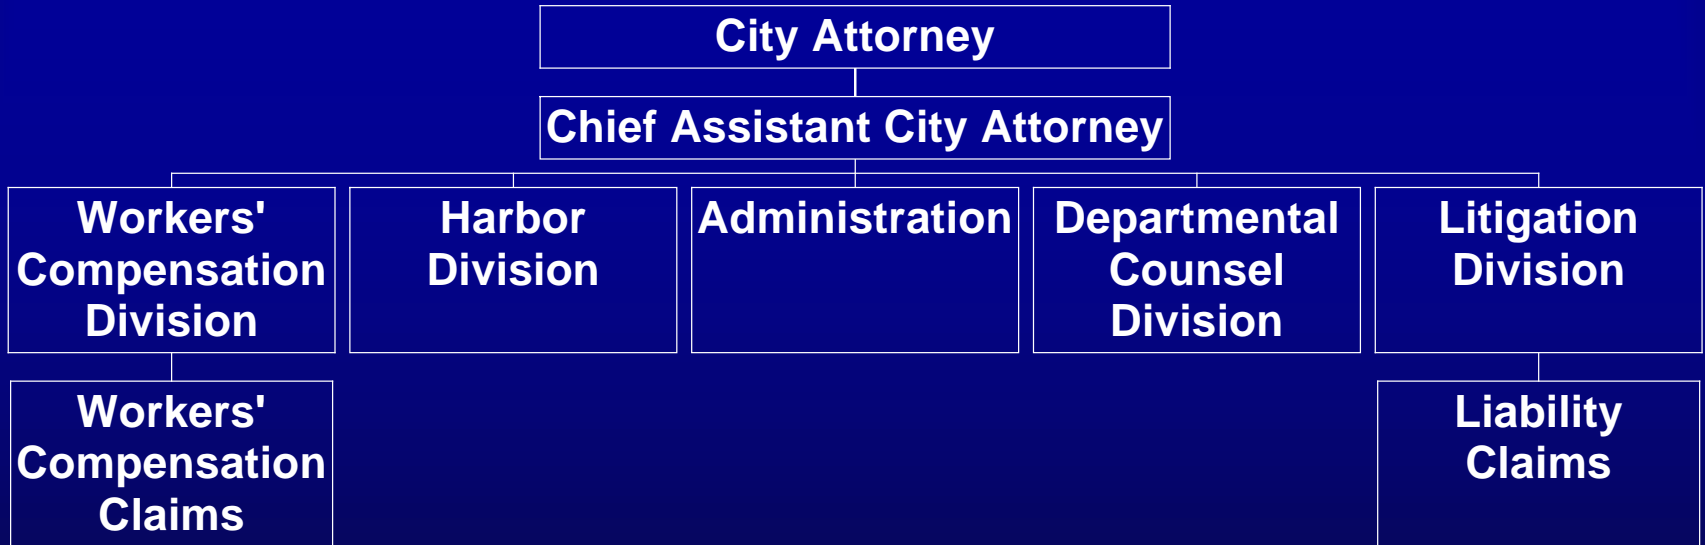 City Attorney
Chief Assistant City Attorney
Workers'
Compensation
Division
Harbor
Division
Administration
Departmental
Counsel
Division
Litigation
Division
Workers'
Compensation
Claims
Liability
Claims